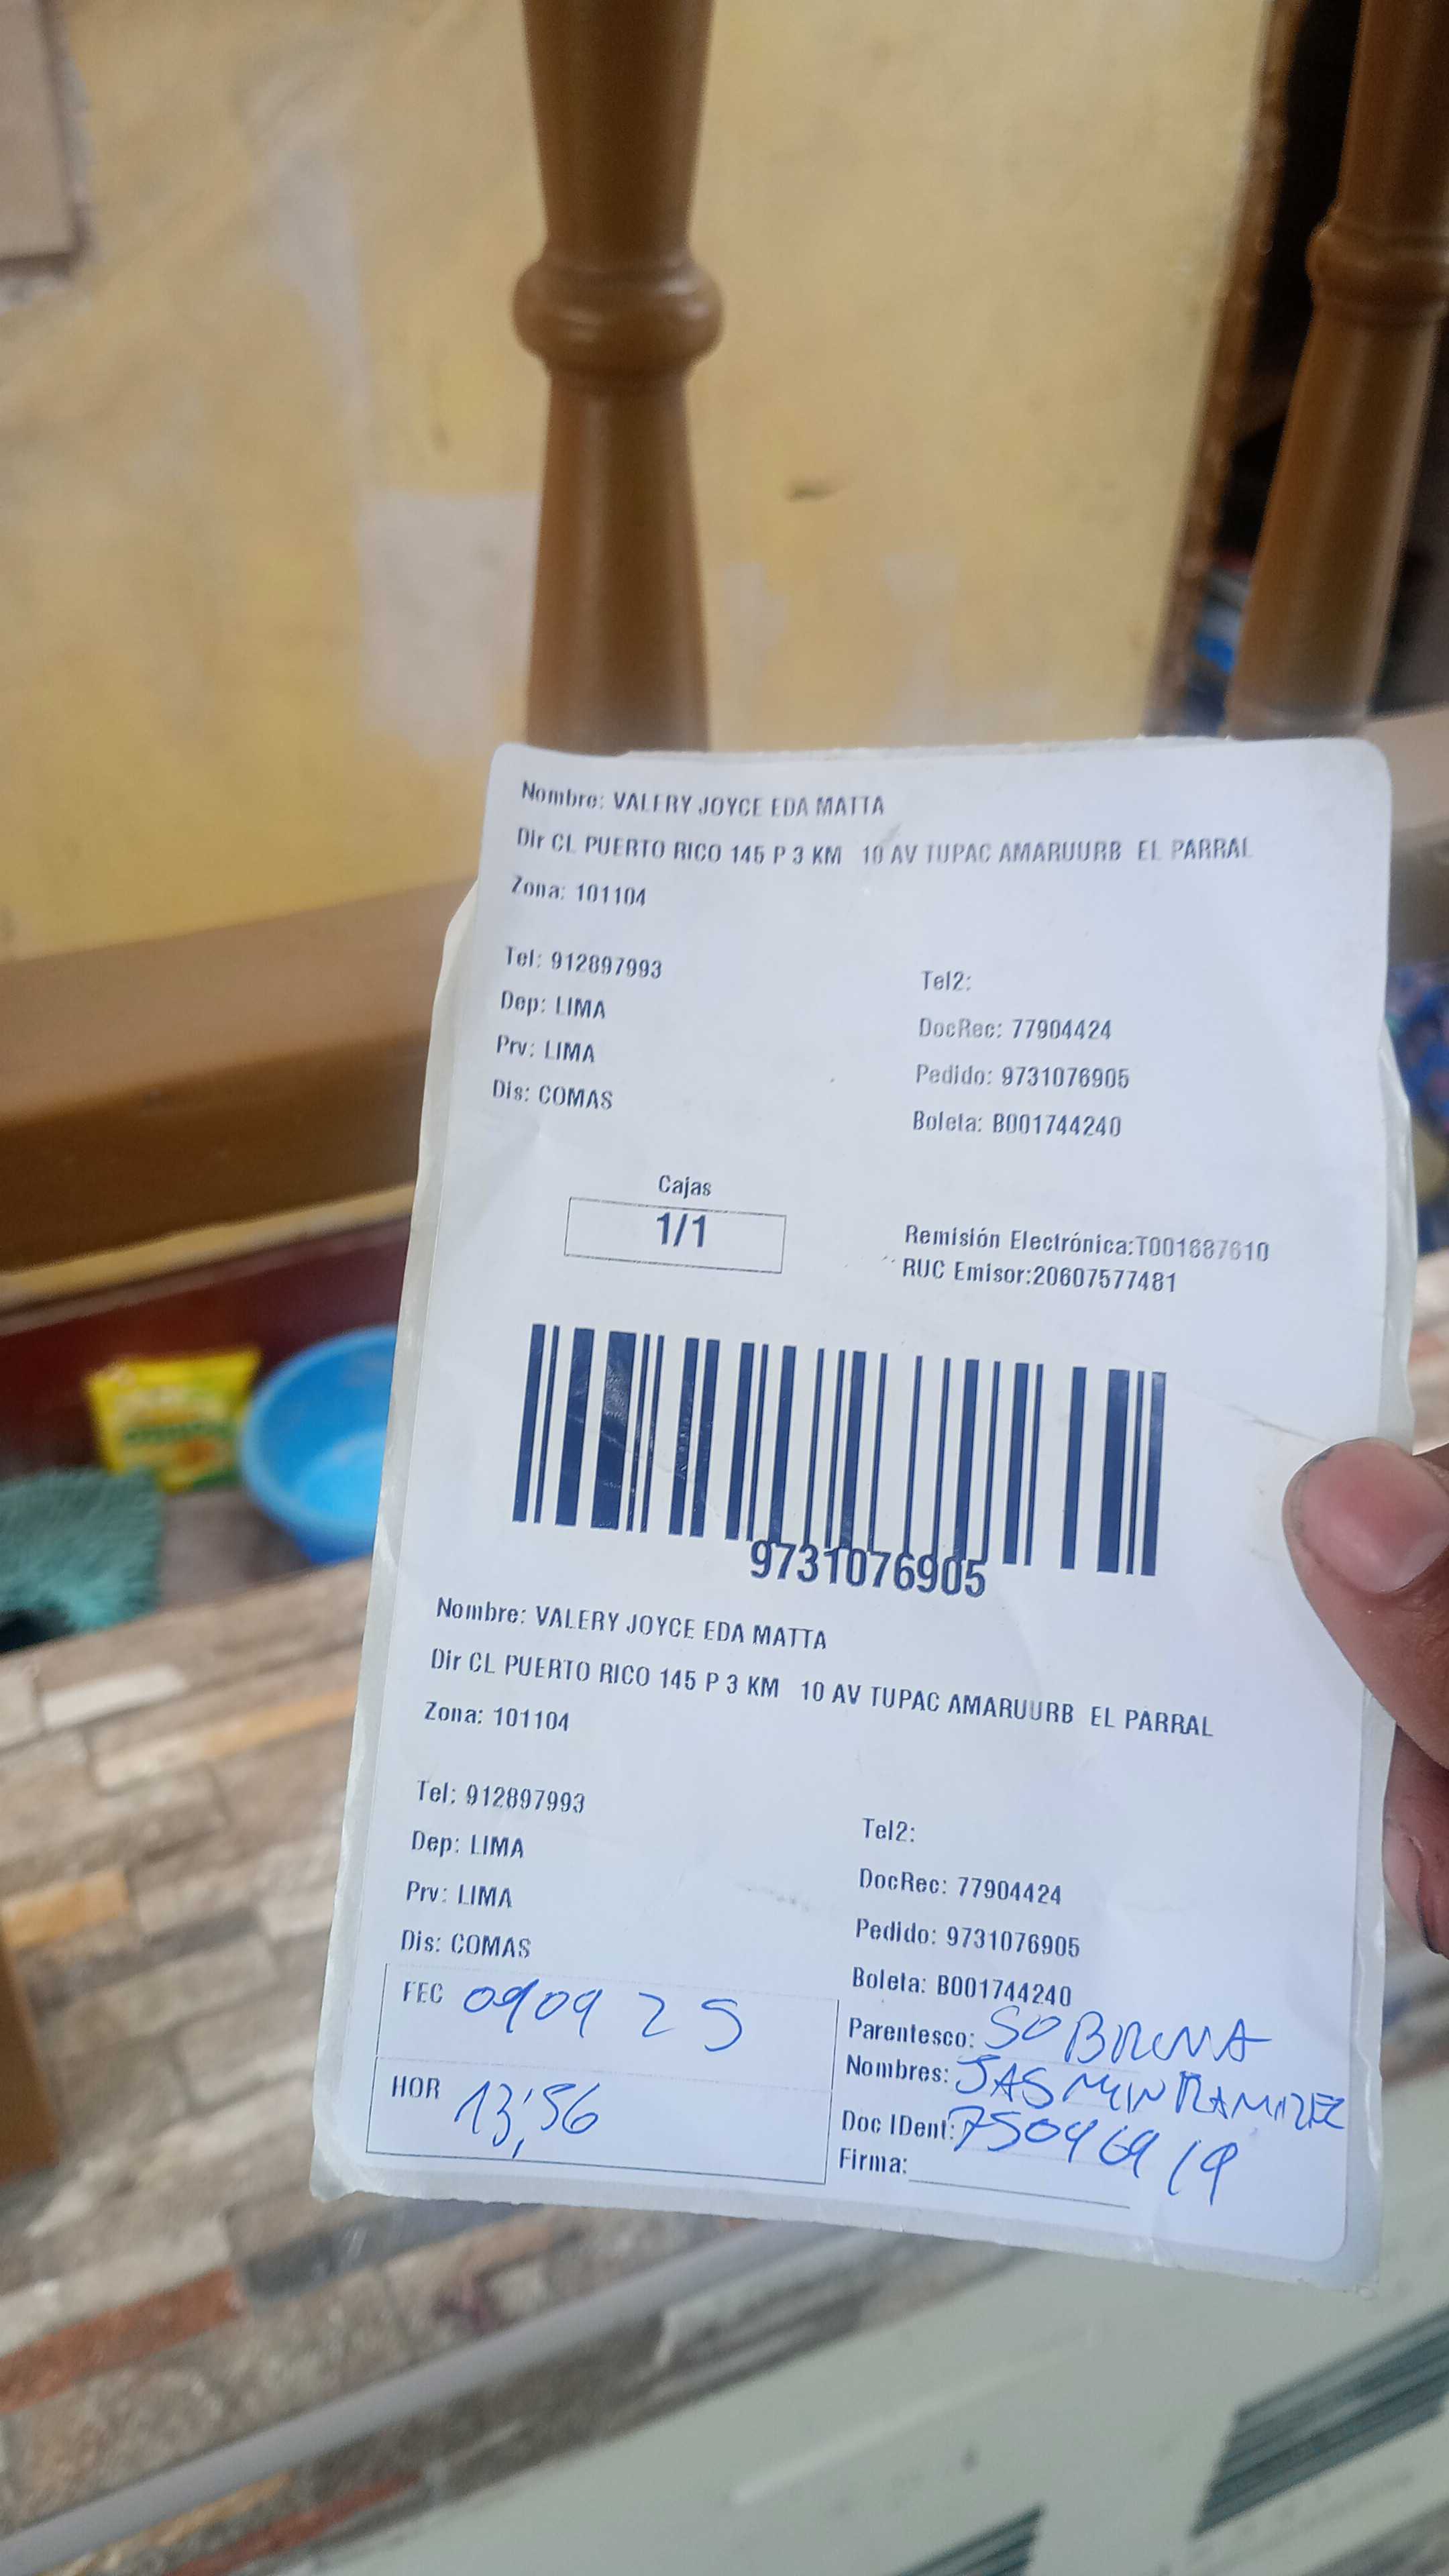 Nombre: VALERY JOYCE EDA MATTA
Dir CL PUERTO RICO 145 P 3 KM 10 AV TUPAC AMARUURB EL PARRAL
Zona: 101104
Tel: 912897993
Tel2:
Dep: LIMA
DocRec: 77904424
Prv: LIMA
Pedido: 9731076905
Dis: COMAS
Boleta: B001744240
Cajas
1/1
Remisión Electrónica:T001687610
RUC Emisor:20607577481
9731076905
Nombre: VALERY JOYCE EDA MATTA
Dir CL PUERTO RICO 145 P 3 KM 10 AV TUPAC AMARUURB EL PARRAL
Zona: 101104
Tel: 912897993
Tel2:
Dep: LIMA
DocRec: 77904424
Prv: LIMA
Pedido: 9731076905
Dis: COMAS
Boleta: B001744240
FEC 090925
Parentesco: SOBRINA
Nombres: JASMIN RAMIREZ
HOR 13:56
Doc IDent:
Firma: